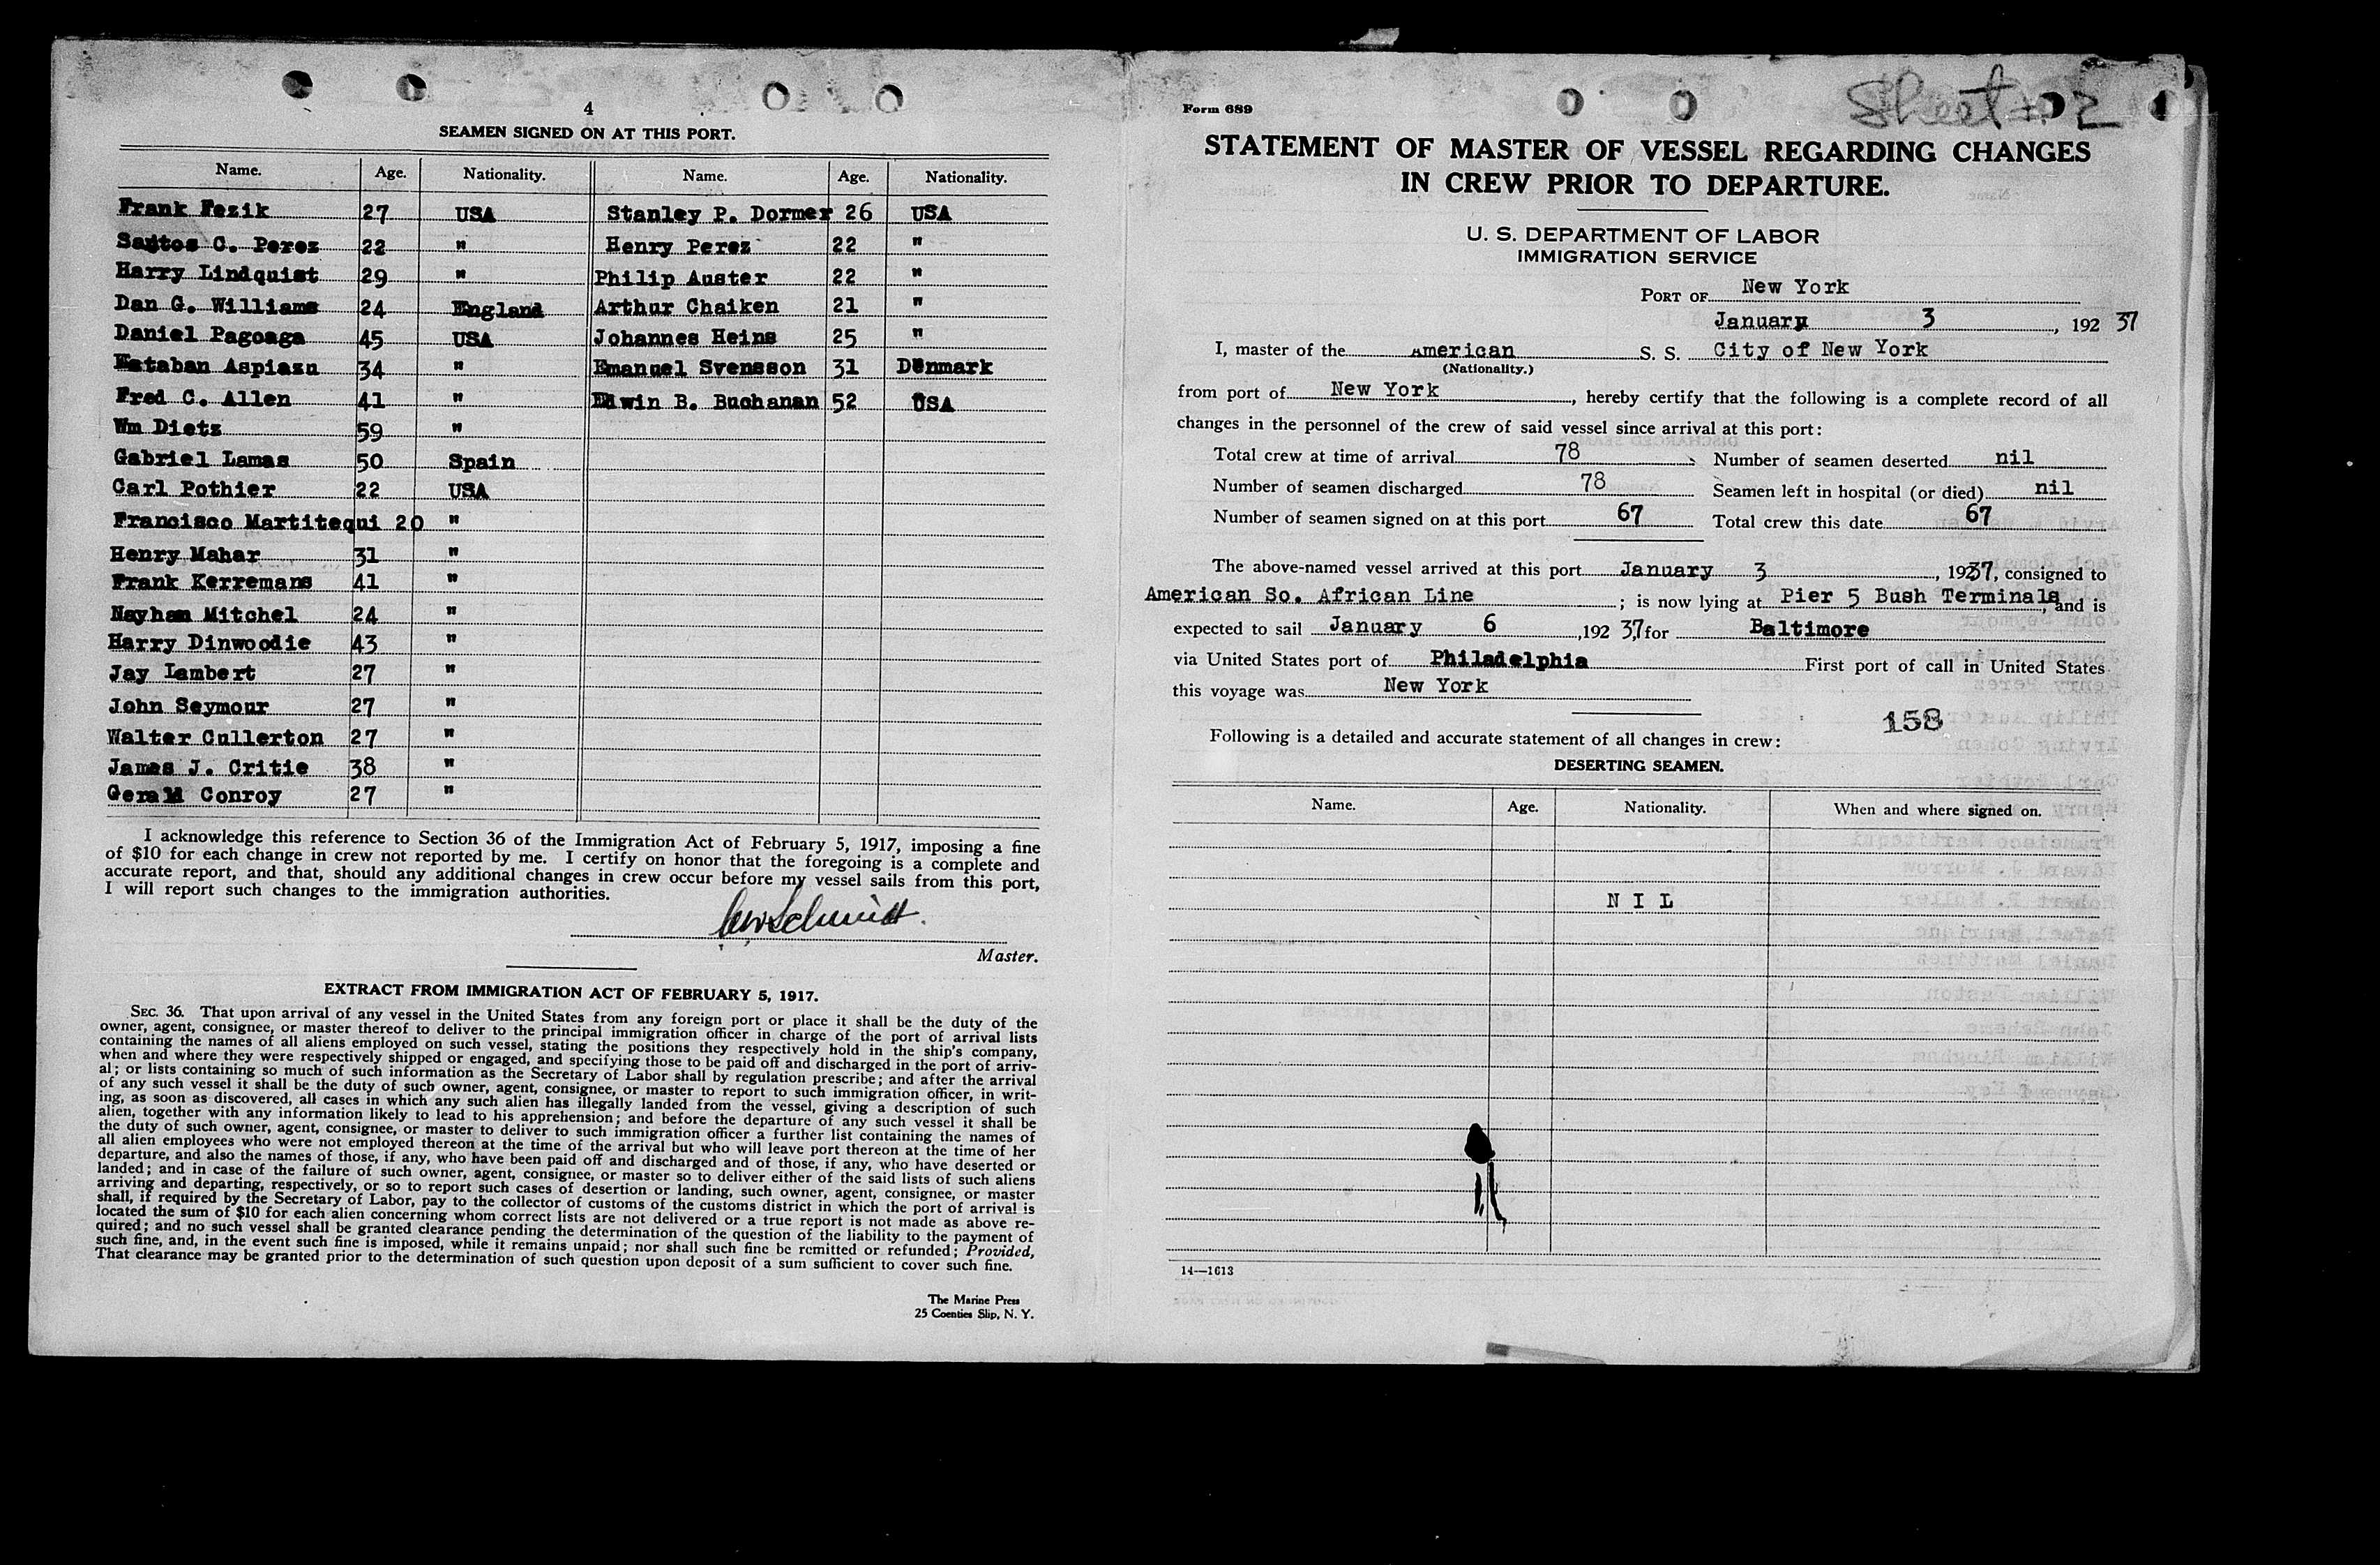 4
SEAMEN SIGNED ON AT THIS PORT.
Name. Age. Nationality. Name. Age. Nationality.
Frank Fezik 27 USA Stanley P. Dormer 26 USA
Santos C. Perez 22 " Henry Perez 22 "
Harry Lindquist 29 " Philip Auster 22 "
Dan G. Williams 24 England Arthur Chaiken 21 "
Daniel Pagoaga 45 USA Johannes Heins 25 "
Estaban Aspiazu 34 " Emanuel Svensson 31 Denmark
Fred C. Allen 41 " Edwin B. Buchanan 52 USA
Wm Dietz 59 "
Gabriel Lamas 50 Spain
Carl Pothier 22 USA
Francisco Martitequi 20 "
Henry Mahar 31 "
Frank Kerremans 41 "
Nayham Mitchel 24 "
Harry Dinwoodie 43 "
Jay Lambert 27 "
John Seymour 27 "
Walter Cullerton 27 "
James J. Critie 38 "
Gerald Conroy 27 "
I acknowledge this reference to Section 36 of the Immigration Act of February 5, 1917, imposing a fine
of $10 for each change in crew not reported by me. I certify on honor that the foregoing is a complete and
accurate report, and that, should any additional changes in crew occur before my vessel sails from this port,
I will report such changes to the immigration authorities.
Schmidt
Master.
EXTRACT FROM IMMIGRATION ACT OF FEBRUARY 5, 1917.
SEC. 36. That upon arrival of any vessel in the United States from any foreign port or place it shall be the duty of the
owner, agent, consignee, or master thereof to deliver to the principal immigration officer in charge of the port of arrival lists
containing the names of all aliens employed on such vessel, stating the positions they respectively hold in the ship's company,
when and where they were respectively shipped or engaged, and specifying those to be paid off and discharged in the port of arriv-
al; or lists containing so much of such information as the Secretary of Labor shall by regulation prescribe; and after the arrival
of any such vessel it shall be the duty of such owner, agent, consignee, or master to report to such immigration officer, in writ-
ing, as soon as discovered, all cases in which any such alien has illegally landed from the vessel, giving a description of such
alien, together with any information likely to lead to his apprehension; and before the departure of any such vessel it shall be
the duty of such owner, agent, consignee, or master to deliver to such immigration officer a further list containing the names of
all alien employees who were not employed thereon at the time of the arrival but who will leave port thereon at the time of her
departure, and also the names of those, if any, who have been paid off and discharged and of those, if any, who have deserted or
landed; and in case of the failure of such owner, agent, consignee, or master so to deliver either of the said lists of such aliens
arriving and departing, respectively, or so to report such cases of desertion or landing, such owner, agent, consignee, or master
shall, if required by the Secretary of Labor, pay to the collector of customs of the customs district in which the port of arrival is
located the sum of $10 for each alien concerning whom correct lists are not delivered or a true report is not made as above re-
quired; and no such vessel shall be granted clearance pending the determination of the question of the liability to the payment of
such fine, and, in the event such fine is imposed, while it remains unpaid; nor shall such fine be remitted or refunded; Provided,
That clearance may be granted prior to the determination of such question upon deposit of a sum sufficient to cover such fine.
The Marine Press
25 Coenties Slip, N. Y.
Sheet # 2
Form 689
STATEMENT OF MASTER OF VESSEL REGARDING CHANGES
IN CREW PRIOR TO DEPARTURE.
U. S. DEPARTMENT OF LABOR
IMMIGRATION SERVICE
PORT OF New York
January 3, 192 37
I, master of the American S. S. City of New York
(Nationality.)
from port of New York, hereby certify that the following is a complete record of all
changes in the personnel of the crew of said vessel since arrival at this port:
Total crew at time of arrival 78 Number of seamen deserted nil
Number of seamen discharged 78 Seamen left in hospital (or died) nil
Number of seamen signed on at this port 67 Total crew this date 67
The above-named vessel arrived at this port January 3, 1937, consigned to
American So. African Line; is now lying at Pier 5 Bush Terminals, and is
expected to sail January 6, 192 37, for Baltimore
via United States port of Philadelphia First port of call in United States
this voyage was New York
158
Following is a detailed and accurate statement of all changes in crew:
DESERTING SEAMEN.
Name. Age. Nationality. When and where signed on.
N I L
14—1613